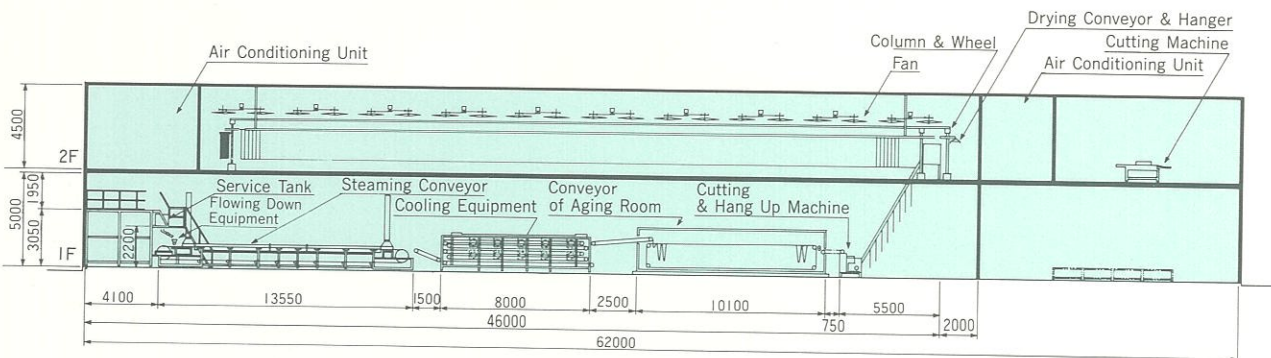 Air Conditioning Unit
Column & Wheel
Fan
Drying Conveyor & Hanger
Cutting Machine
Air Conditioning Unit
4500
2F
5000
1950
3050
2200
1F
Service Tank
Flowing Down
Equipment
Steaming Conveyor
Cooling Equipment
Conveyor
of Aging Room
Cutting
& Hang Up Machine
4100
13550
1500
8000
2500
10100
750
5500
2000
46000
62000